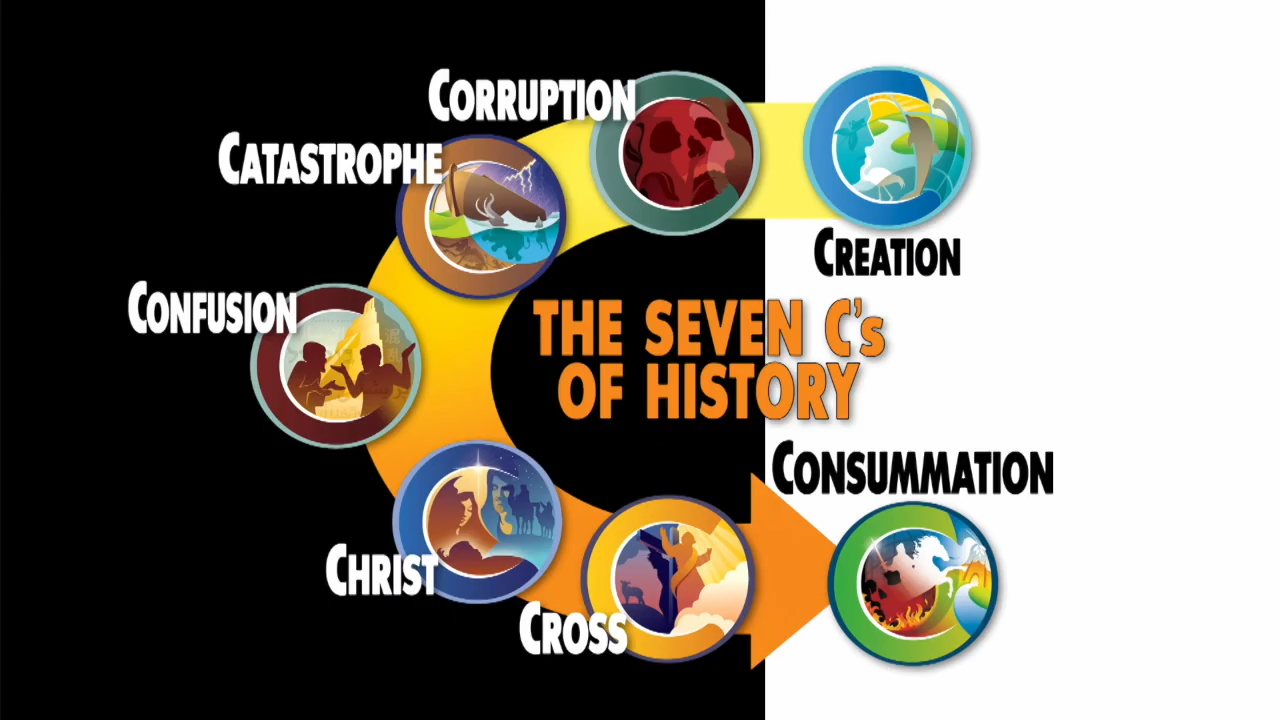 CORRUPTION
CATASTROPHE
CREATION
CONFUSION
THE SEVEN C's
OF HISTORY
CONSUMMATION
CHRIST
CROSS